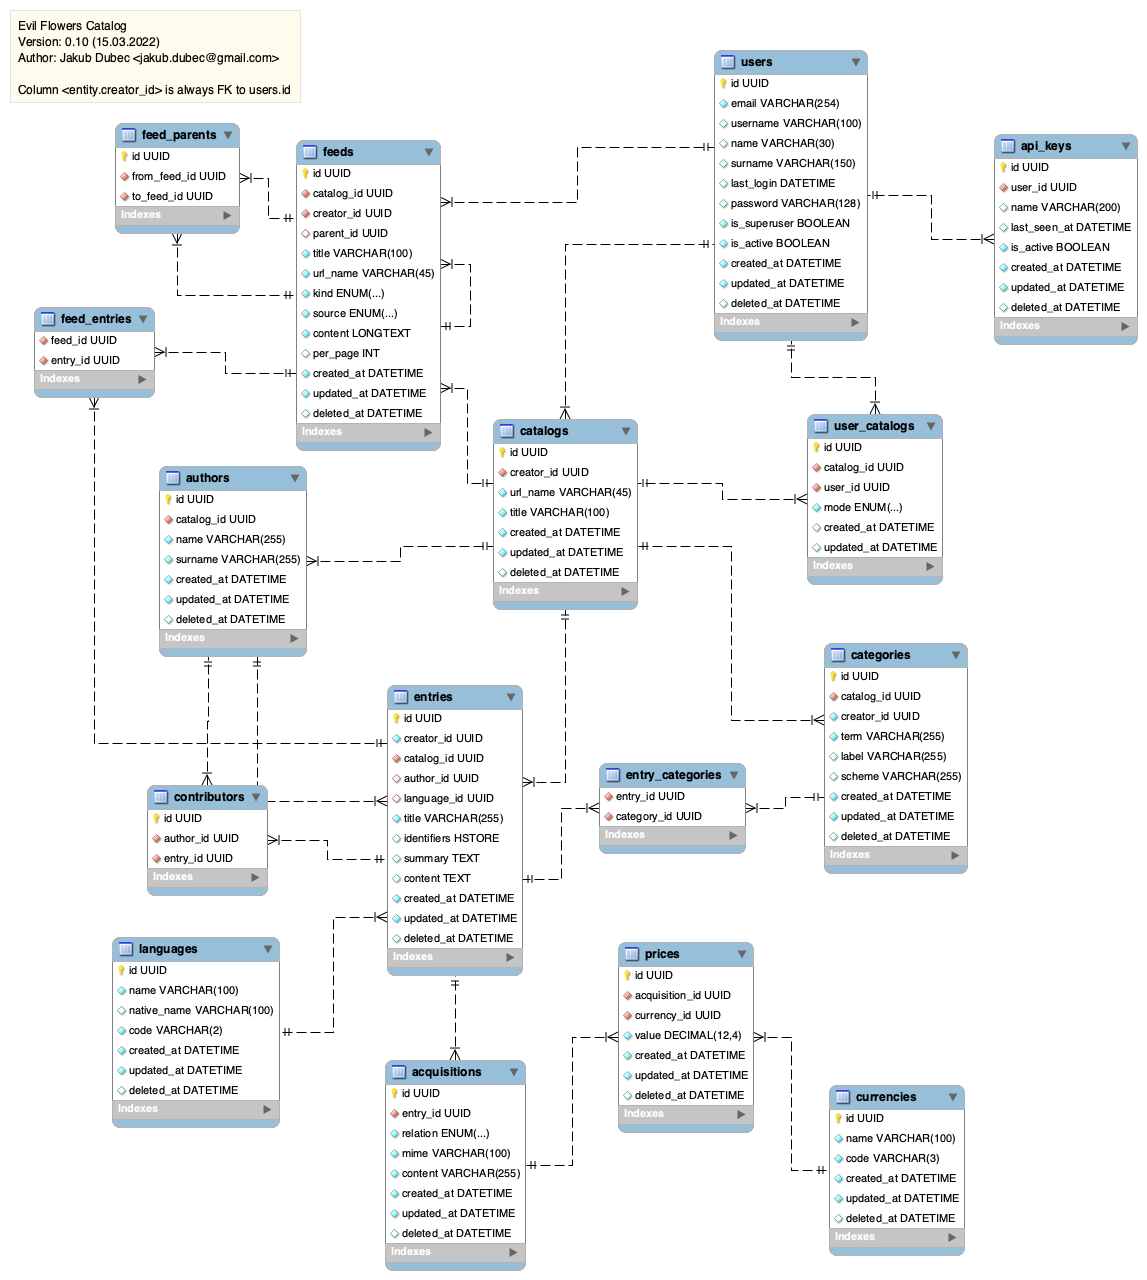 Evil Flowers Catalog
Version: 0.10 (15.03.2022)
Author: Jakub Dubec <jakub.dubec@gmail.com>
Column <entity.creator_id> is always FK to users.id
users
id UUID
email VARCHAR(254)
username VARCHAR(100)
name VARCHAR(30)
surname VARCHAR(150)
last_login DATETIME
password VARCHAR(128)
is_superuser BOOLEAN
is_active BOOLEAN
created_at DATETIME
updated_at DATETIME
deleted_at DATETIME
Indexes
feed_parents
id UUID
from_feed_id UUID
to_feed_id UUID
Indexes
feeds
id UUID
catalog_id UUID
creator_id UUID
parent_id UUID
title VARCHAR(100)
url_name VARCHAR(45)
kind ENUM(...)
source ENUM(...)
content LONGTEXT
per_page INT
created_at DATETIME
updated_at DATETIME
deleted_at DATETIME
Indexes
api_keys
id UUID
user_id UUID
name VARCHAR(200)
last_seen_at DATETIME
is_active BOOLEAN
created_at DATETIME
updated_at DATETIME
deleted_at DATETIME
Indexes
feed_entries
feed_id UUID
entry_id UUID
Indexes
catalogs
id UUID
creator_id UUID
url_name VARCHAR(45)
title VARCHAR(100)
created_at DATETIME
updated_at DATETIME
deleted_at DATETIME
Indexes
user_catalogs
id UUID
catalog_id UUID
user_id UUID
mode ENUM(...)
created_at DATETIME
updated_at DATETIME
Indexes
authors
id UUID
catalog_id UUID
name VARCHAR(255)
surname VARCHAR(255)
created_at DATETIME
updated_at DATETIME
deleted_at DATETIME
Indexes
categories
id UUID
catalog_id UUID
creator_id UUID
term VARCHAR(255)
label VARCHAR(255)
scheme VARCHAR(255)
created_at DATETIME
updated_at DATETIME
deleted_at DATETIME
Indexes
entries
id UUID
creator_id UUID
catalog_id UUID
author_id UUID
language_id UUID
title VARCHAR(255)
identifiers HSTORE
summary TEXT
content TEXT
created_at DATETIME
updated_at DATETIME
deleted_at DATETIME
Indexes
entry_categories
entry_id UUID
category_id UUID
Indexes
contributors
id UUID
author_id UUID
entry_id UUID
Indexes
languages
id UUID
name VARCHAR(100)
native_name VARCHAR(100)
code VARCHAR(2)
created_at DATETIME
updated_at DATETIME
deleted_at DATETIME
Indexes
prices
id UUID
acquisition_id UUID
currency_id UUID
value DECIMAL(12,4)
created_at DATETIME
updated_at DATETIME
deleted_at DATETIME
Indexes
acquisitions
id UUID
entry_id UUID
relation ENUM(...)
mime VARCHAR(100)
content VARCHAR(255)
created_at DATETIME
updated_at DATETIME
deleted_at DATETIME
Indexes
currencies
id UUID
name VARCHAR(100)
code VARCHAR(3)
created_at DATETIME
updated_at DATETIME
deleted_at DATETIME
Indexes